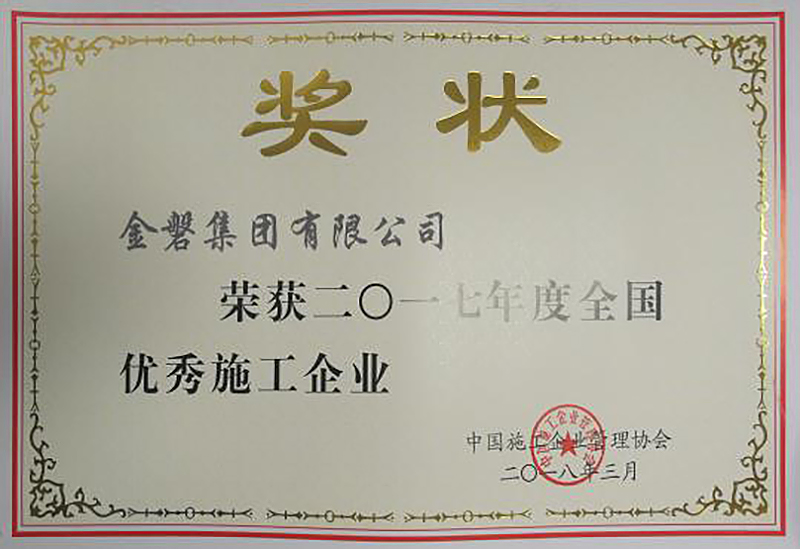 奖状
金磐集团有限公司
荣获二〇一七年度全国
优秀施工企业
中国施工企业管理协会
二〇一八年三月